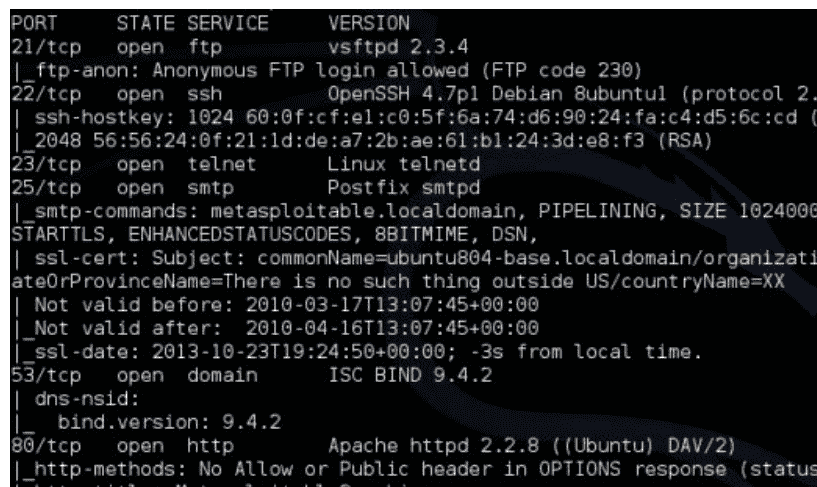 PORT STATE SERVICE VERSION
21/tcp open ftp vsftpd 2.3.4
|_ftp-anon: Anonymous FTP login allowed (FTP code 230)
22/tcp open ssh OpenSSH 4.7p1 Debian 8ubuntu1 (protocol 2.
| ssh-hostkey: 1024 60:0f:cf:e1:c0:5f:6a:74:d6:90:24:fa:c4:d5:6c:cd (
|_2048 56:56:24:0f:21:1d:de:a7:2b:ae:61:b1:24:3d:e8:f3 (RSA)
23/tcp open telnet Linux telnetd
25/tcp open smtp Postfix smtpd
|_smtp-commands: metasploitable.localdomain, PIPELINING, SIZE 1024000
STARTTLS, ENHANCEDSTATUSCODES, 8BITMIME, DSN,
| ssl-cert: Subject: commonName=ubuntu804-base.localdomain/organizati
ateOrProvinceName=There is no such thing outside US/countryName=XX
| Not valid before: 2010-03-17T13:07:45+00:00
|_Not valid after: 2010-04-16T13:07:45+00:00
|_ssl-date: 2013-10-23T19:24:50+00:00; -3s from local time.
53/tcp open domain ISC BIND 9.4.2
| dns-nsid:
|_ bind.version: 9.4.2
80/tcp open http Apache httpd 2.2.8 ((Ubuntu) DAV/2)
|_http-methods: No Allow or Public header in OPTIONS response (status